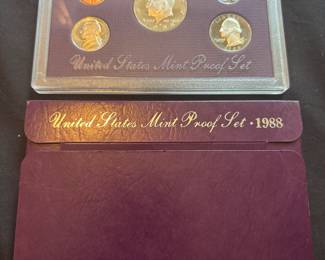 United States Mint Proof Set
United States Mint Proof Set • 1988